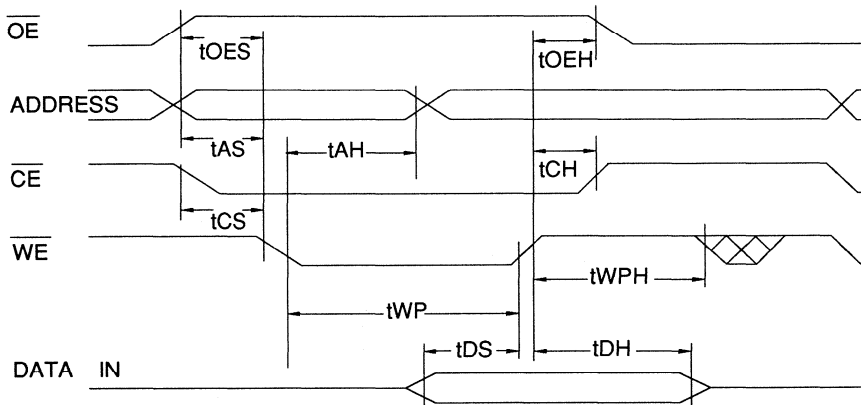 OE
tOES
tOEH
ADDRESS
tAS
tAH
tCH
CE
tCS
WE
tWPH
tWP
tDS
tDH
DATA IN